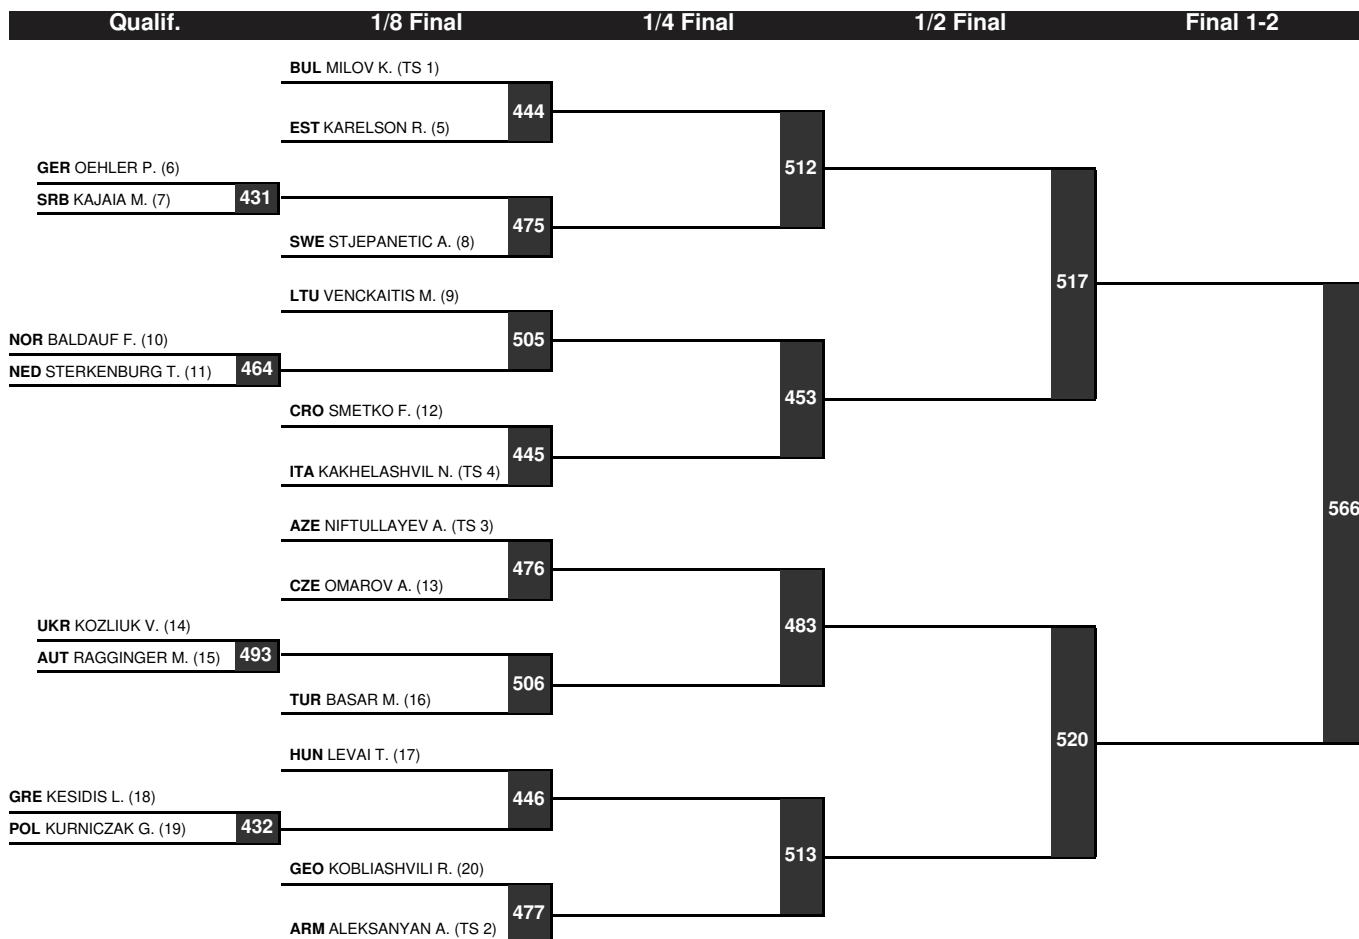 Qualif. 1/8 Final 1/4 Final 1/2 Final Final 1-2
BUL MILOV K. (TS 1)
444
EST KARELSON R. (5)
GER OEHLER P. (6)
512
SRB KAJAIA M. (7) 431
475
SWE STJEPANETIC A. (8)
517
LTU VENCKAITIS M. (9)
NOR BALDAUF F. (10)
505
NED STERKENBURG T. (11) 464
453
CRO SMETKO F. (12)
445
ITA KAKHELASHVIL N. (TS 4)
566
AZE NIFTULLAYEV A. (TS 3)
476
CZE OMAROV A. (13)
UKR KOZLIUK V. (14)
483
AUT RAGGINGER M. (15) 493
506
TUR BASAR M. (16)
520
HUN LEVAI T. (17)
GRE KESIDIS L. (18)
446
POL KURNICZAK G. (19) 432
513
GEO KOBLIASHVILI R. (20)
477
ARM ALEKSANYAN A. (TS 2)